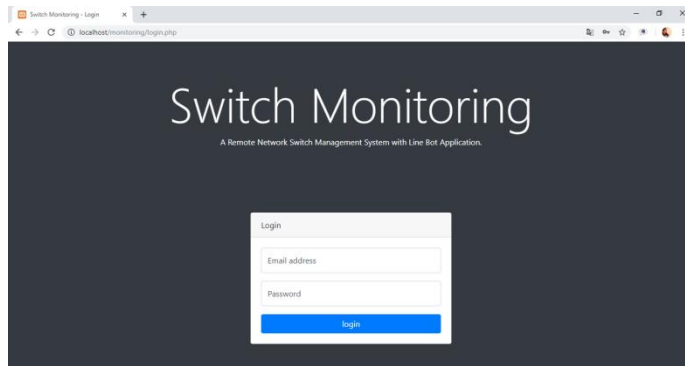 Switch Monitoring - Login
localhost/monitoring/login.php
Switch Monitoring
A Remote Network Switch Management System with Line Bot Application.
Login
Email address
Password
login